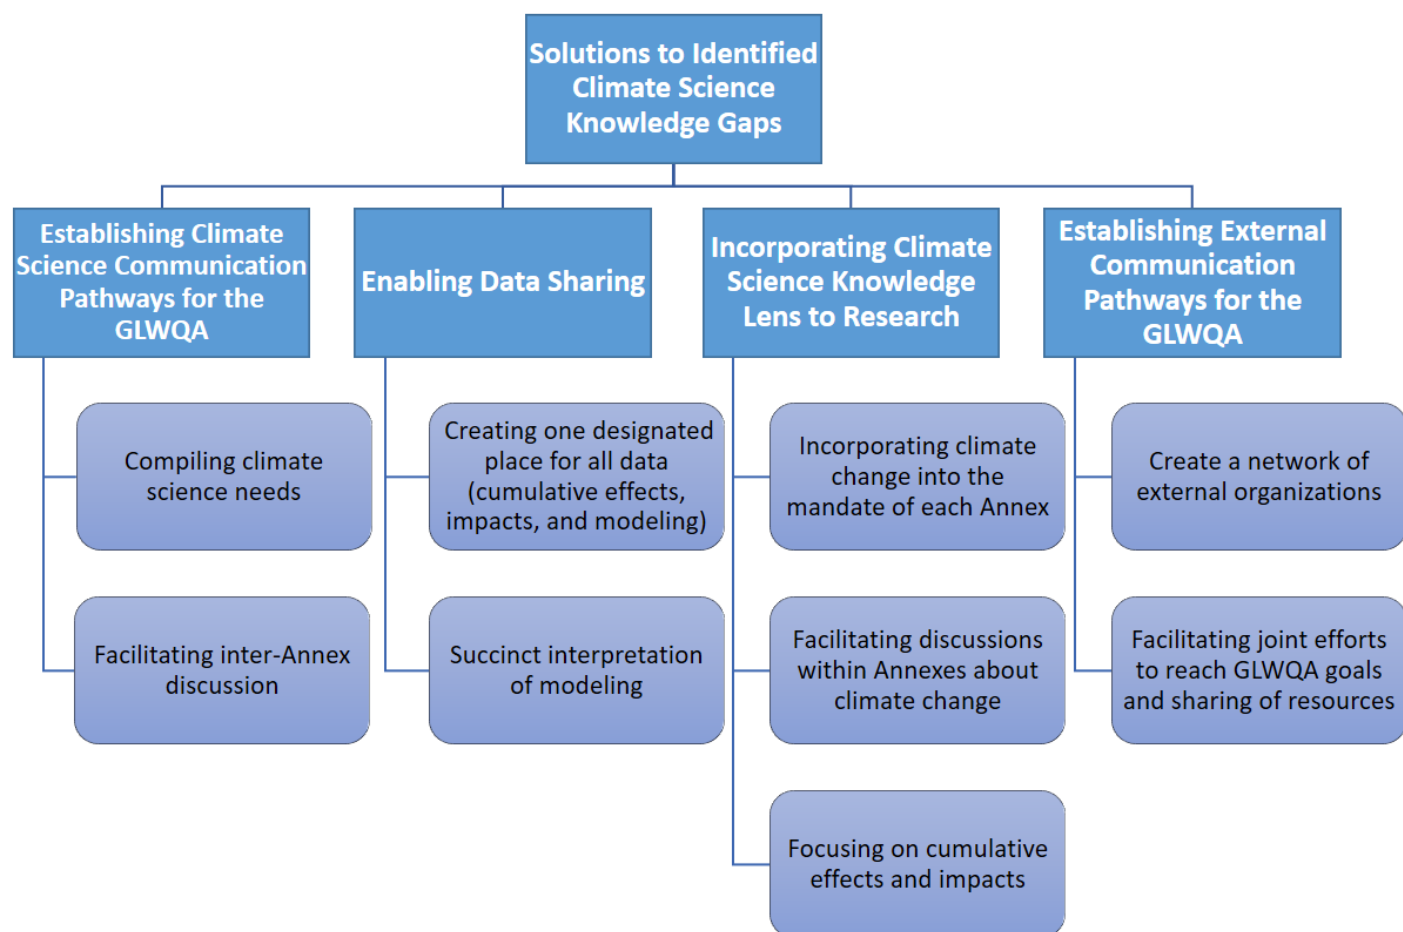 Solutions to Identified
Climate Science
Knowledge Gaps
Establishing Climate
Science Communication
Pathways for the
GLWQA
Enabling Data Sharing
Incorporating Climate
Science Knowledge
Lens to Research
Establishing External
Communication
Pathways for the
GLWQA
Compiling climate
science needs
Facilitating inter-Annex
discussion
Creating one designated
place for all data
(cumulative effects,
impacts, and modeling)
Succinct interpretation
of modeling
Incorporating climate
change into the
mandate of each Annex
Facilitating discussions
within Annexes about
climate change
Focusing on cumulative
effects and impacts
Create a network of
external organizations
Facilitating joint efforts
to reach GLWQA goals
and sharing of resources